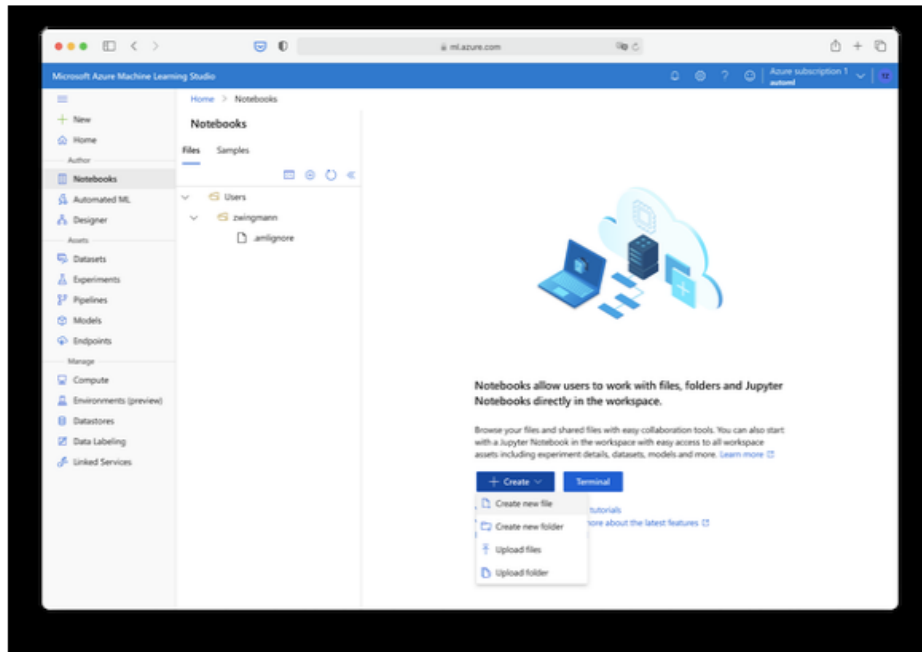 ml.azure.com
Microsoft Azure Machine Learning Studio
Azure subscription 1
automl
New
Home
Author
Notebooks
Automated ML
Designer
Assets
Datasets
Experiments
Pipelines
Models
Endpoints
Manage
Compute
Environments (preview)
Datastores
Data Labeling
Linked Services
Home > Notebooks
Notebooks
Files Samples
Users
zwingmann
.amlignore
Notebooks allow users to work with files, folders and Jupyter
Notebooks directly in the workspace.
Browse your files and shared files with easy collaboration tools. You can also start
with a Jupyter Notebook in the workspace with easy access to all workspace
assets including experiment details, datasets, models and more. Learn more
Create Terminal
Create new file
tutorials
Create new folder
ore about the latest features
Upload files
Upload folder